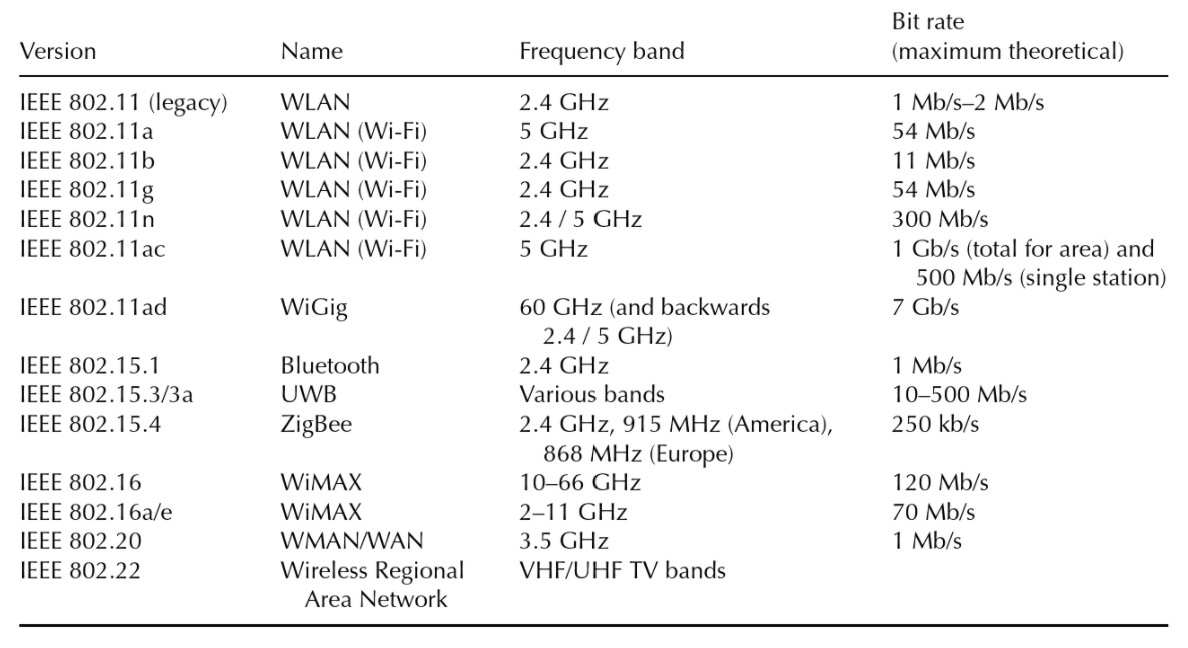 Version Name Frequency band Bit rate
(maximum theoretical)
IEEE 802.11 (legacy) WLAN 2.4 GHz 1 Mb/s–2 Mb/s
IEEE 802.11a WLAN (Wi-Fi) 5 GHz 54 Mb/s
IEEE 802.11b WLAN (Wi-Fi) 2.4 GHz 11 Mb/s
IEEE 802.11g WLAN (Wi-Fi) 2.4 GHz 54 Mb/s
IEEE 802.11n WLAN (Wi-Fi) 2.4 / 5 GHz 300 Mb/s
IEEE 802.11ac WLAN (Wi-Fi) 5 GHz 1 Gb/s (total for area) and
500 Mb/s (single station)
IEEE 802.11ad WiGig 60 GHz (and backwards 7 Gb/s
2.4 / 5 GHz)
IEEE 802.15.1 Bluetooth 2.4 GHz 1 Mb/s
IEEE 802.15.3/3a UWB Various bands 10–500 Mb/s
IEEE 802.15.4 ZigBee 2.4 GHz, 915 MHz (America), 250 kb/s
868 MHz (Europe)
IEEE 802.16 WiMAX 10–66 GHz 120 Mb/s
IEEE 802.16a/e WiMAX 2–11 GHz 70 Mb/s
IEEE 802.20 WMAN/WAN 3.5 GHz 1 Mb/s
IEEE 802.22 Wireless Regional VHF/UHF TV bands
Area Network